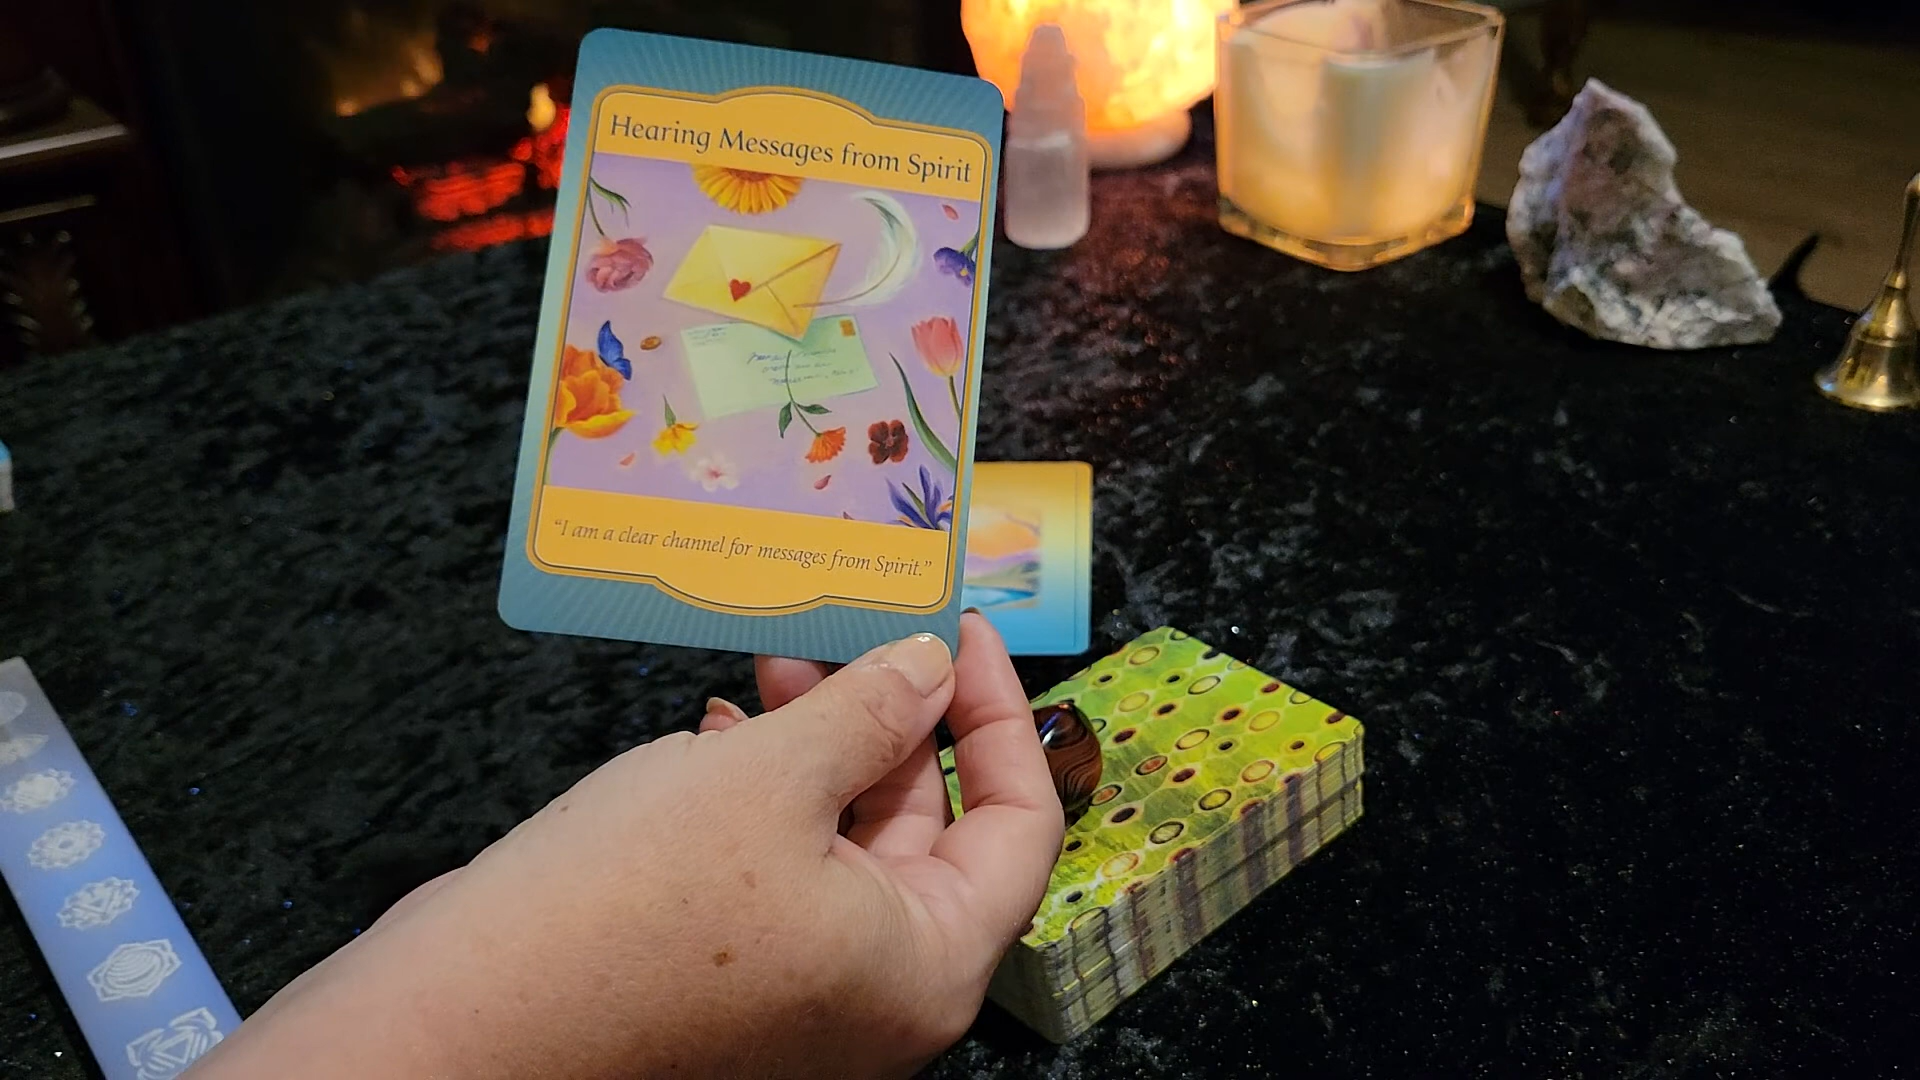 Hearing Messages from Spirit
"I am a clear channel for messages from Spirit."